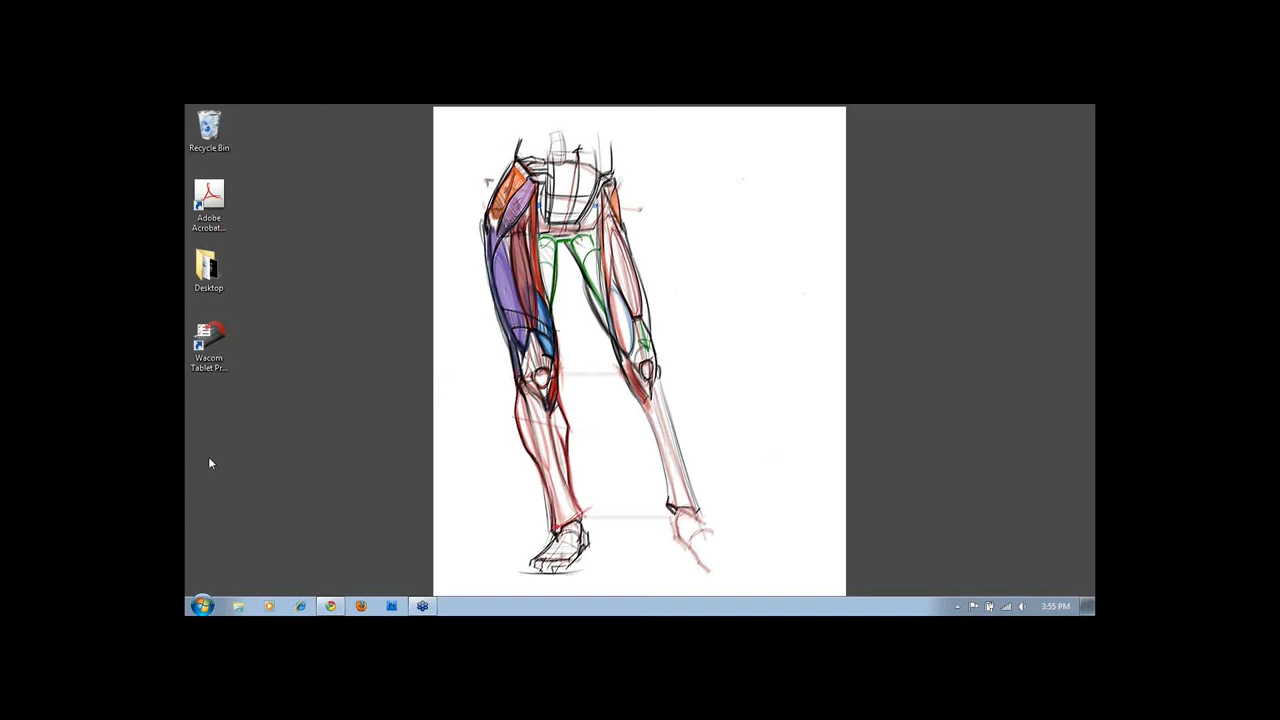 Recycle Bin
Adobe
Acrobat...
Desktop
Wacom
Tablet Pr...
3:55 PM